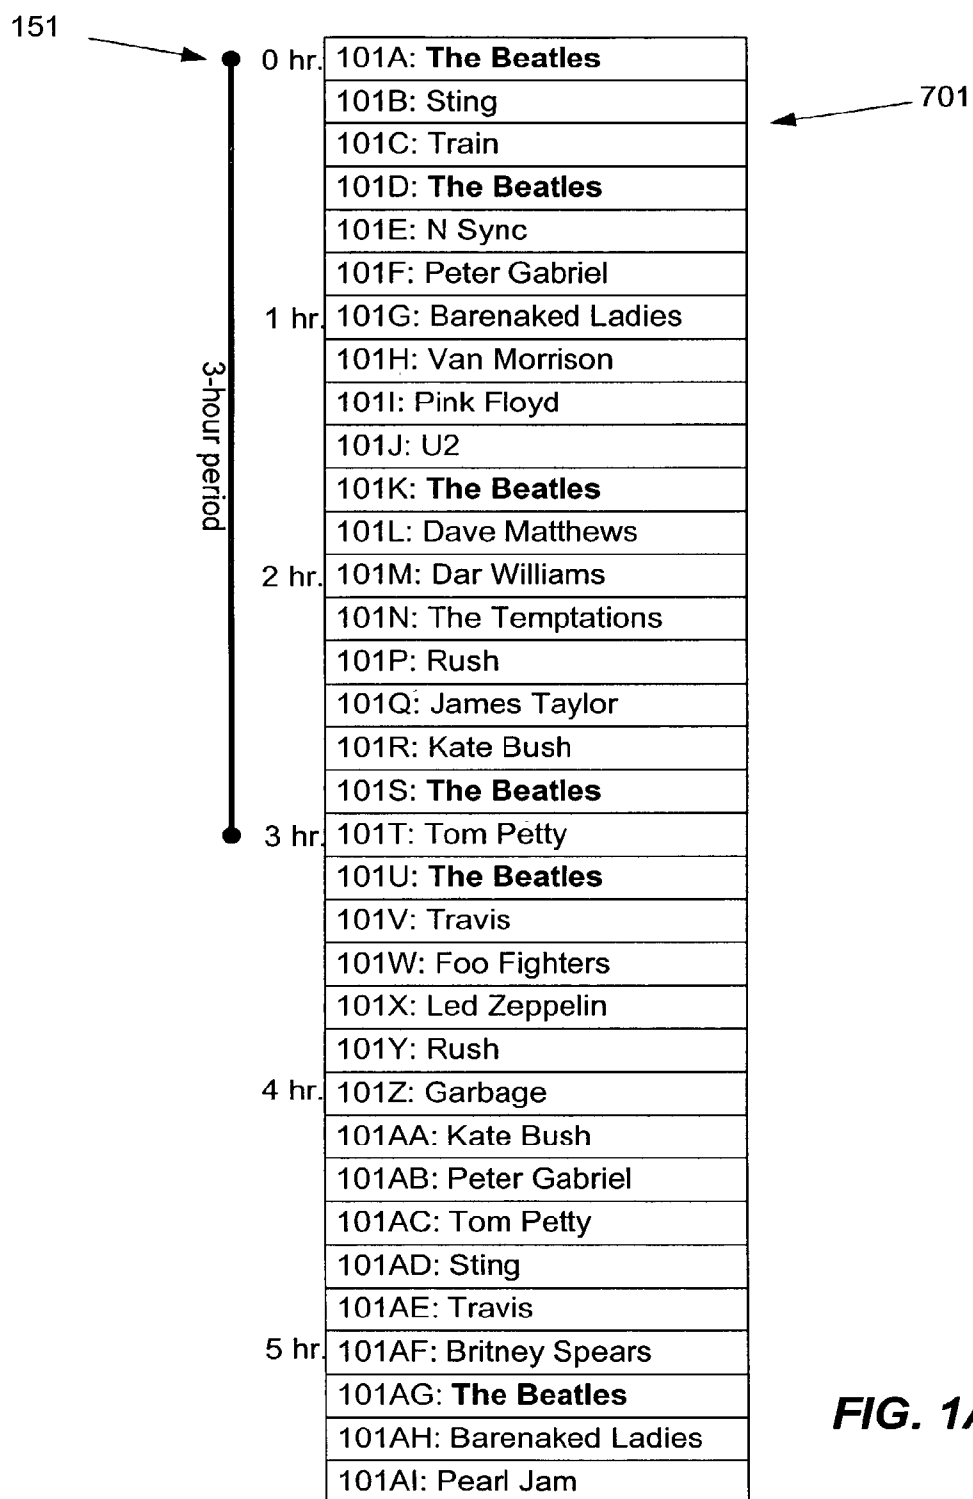 151
0 hr. 101A: The Beatles
101B: Sting
701
101C: Train
101D: The Beatles
101E: N Sync
101F: Peter Gabriel
1 hr. 101G: Barenaked Ladies
101H: Van Morrison
101I: Pink Floyd
3-hour period
101J: U2
101K: The Beatles
101L: Dave Matthews
2 hr. 101M: Dar Williams
101N: The Temptations
101P: Rush
101Q: James Taylor
101R: Kate Bush
101S: The Beatles
3 hr. 101T: Tom Petty
101U: The Beatles
101V: Travis
101W: Foo Fighters
101X: Led Zeppelin
101Y: Rush
4 hr. 101Z: Garbage
101AA: Kate Bush
101AB: Peter Gabriel
101AC: Tom Petty
101AD: Sting
101AE: Travis
5 hr. 101AF: Britney Spears
101AG: The Beatles
101AH: Barenaked Ladies
101AI: Pearl Jam
FIG. 1A